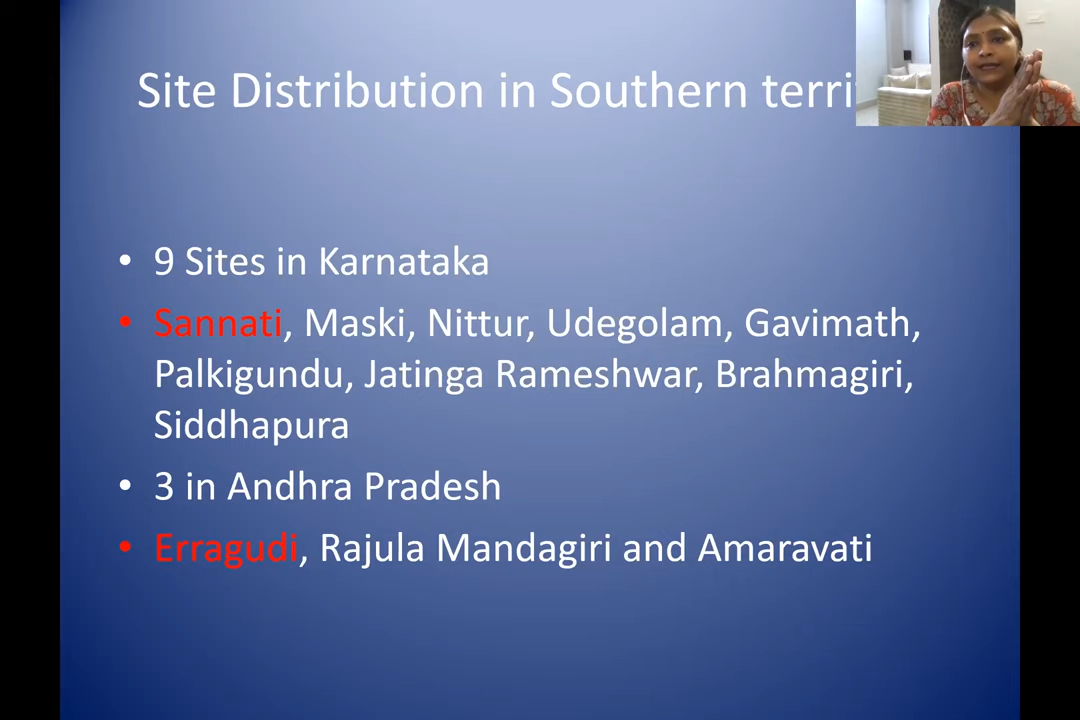 Site Distribution in Southern
• 9 Sites in Karnataka
• Sannati, Maski, Nittur, Udegolam, Gavimath,
Palkigundu, Jatinga Rameshwar, Brahmagiri,
Siddhapura
• 3 in Andhra Pradesh
• Erragudi, Rajula Mandagiri and Amaravati